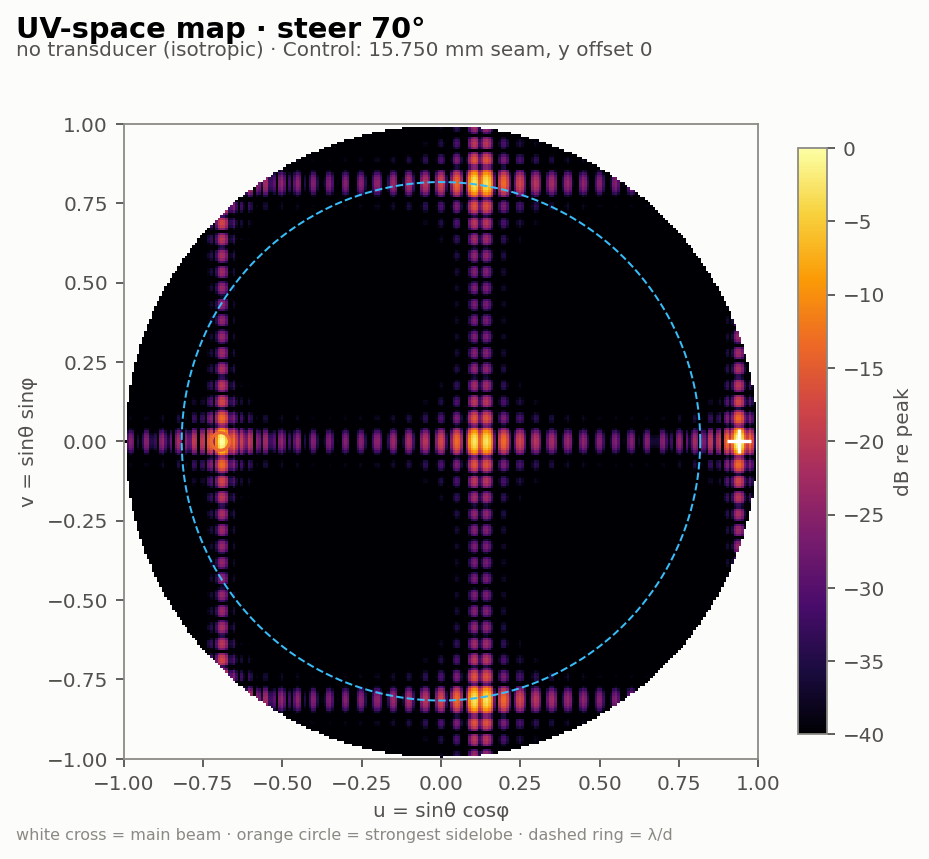 UV-space map · steer 70°
no transducer (isotropic) · Control: 15.750 mm seam, y offset 0
1.00
0.75
0.50
0.25
0.00
−0.25
−0.50
−0.75
−1.00
v = sinθ sinφ
−1.00 −0.75 −0.50 −0.25 0.00 0.25 0.50 0.75 1.00
u = sinθ cosφ
0
−5
−10
−15
−20
−25
−30
−35
−40
dB re peak
white cross = main beam · orange circle = strongest sidelobe · dashed ring = λ/d